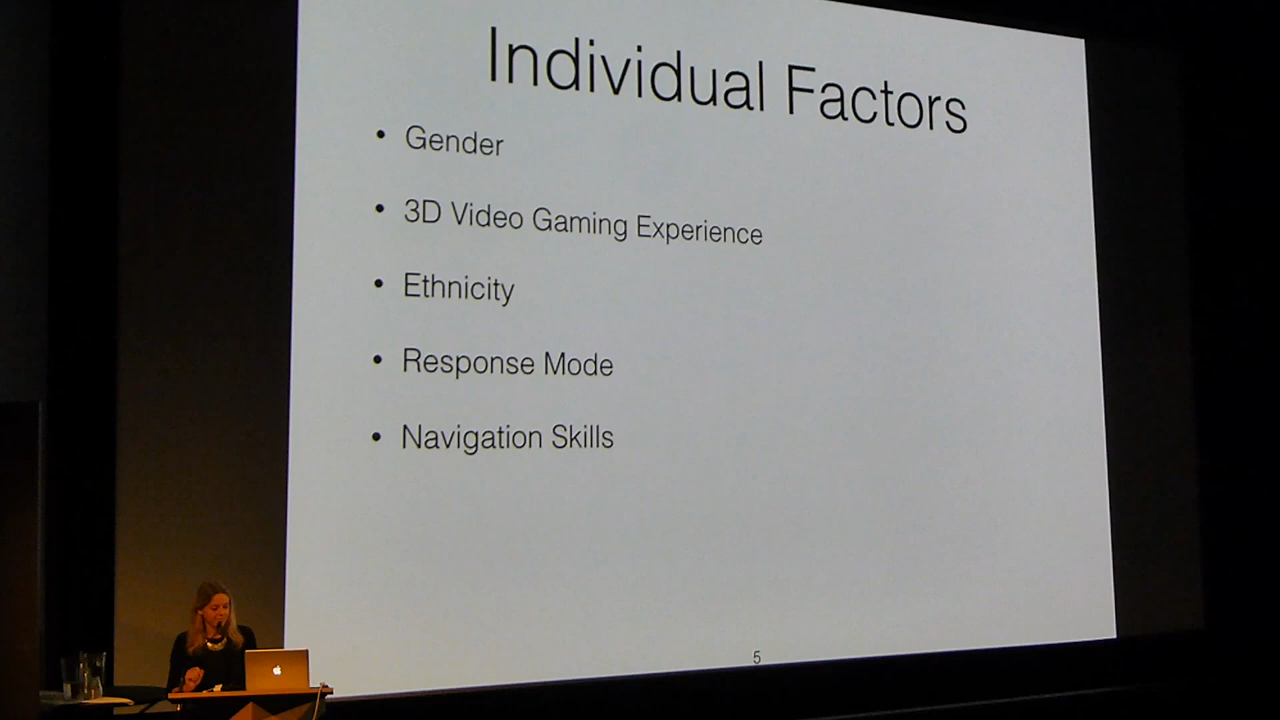 Individual Factors
• Gender
• 3D Video Gaming Experience
• Ethnicity
• Response Mode
• Navigation Skills
5